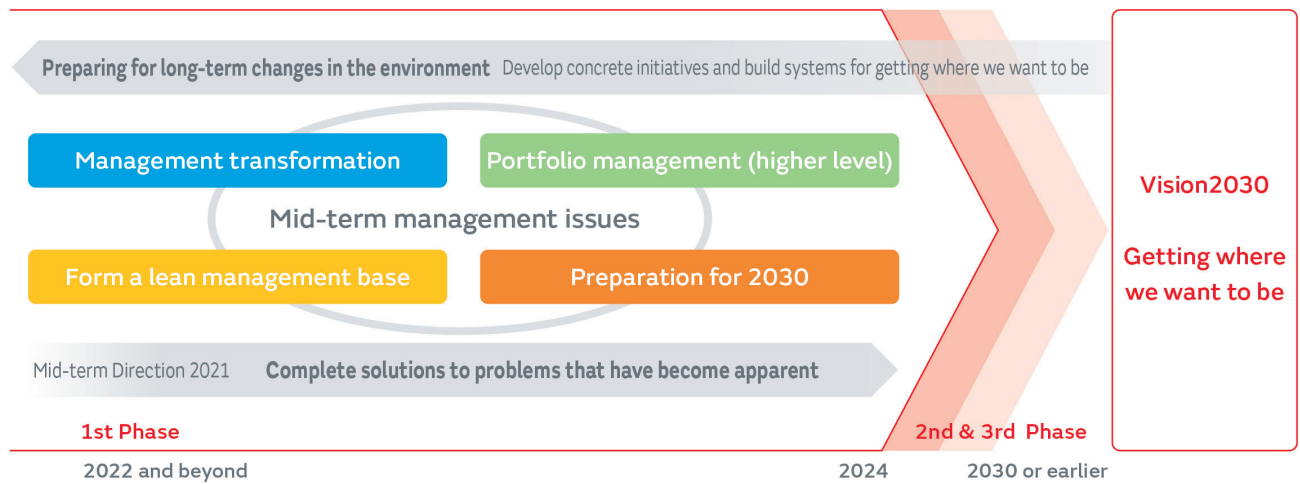 Preparing for long-term changes in the environment Develop concrete initiatives and build systems for getting where we want to be
Management transformation
Portfolio management (higher level)
Mid-term management issues
Form a lean management base
Preparation for 2030
Mid-term Direction 2021 Complete solutions to problems that have become apparent
1st Phase
2nd & 3rd Phase
2022 and beyond
2024
2030 or earlier
Vision2030
Getting where
we want to be